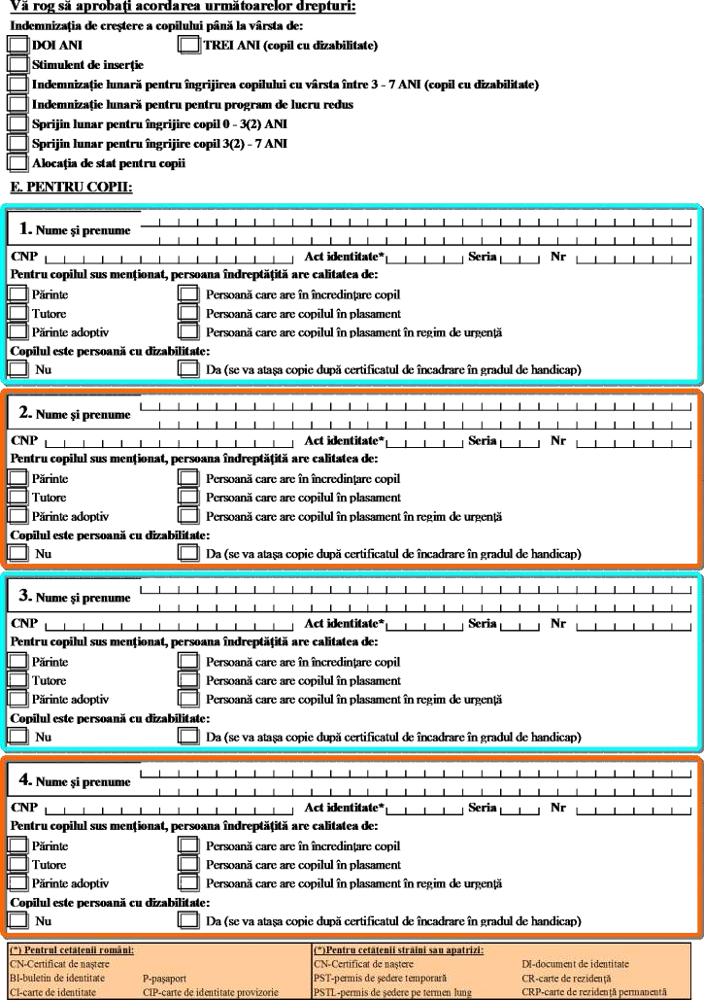 Vă rog să aprobați acordarea următoarelor drepturi:
Indemnizația de creștere a copilului până la vârsta de:
DOI ANI TREI ANI (copil cu dizabilitate)
Stimulent de inserție
Indemnizație lunară pentru îngrijirea copilului cu vârsta între 3 - 7 ANI (copil cu dizabilitate)
Indemnizație lunară pentru pentru program de lucru redus
Sprijin lunar pentru îngrijire copil 0 - 3(2) ANI
Sprijin lunar pentru îngrijire copil 3(2) - 7 ANI
Alocația de stat pentru copii
E. PENTRU COPII:
1. Nume și prenume
CNP Act identitate* Seria Nr
Pentru copilul sus menționat, persoana îndreptățită are calitatea de:
Părinte Persoană care are în încredințare copil
Tutore Persoană care are copilul în plasament
Părinte adoptiv Persoană care are copilul în plasament în regim de urgență
Copilul este persoană cu dizabilitate:
Nu Da (se va atașa copie după certificatul de încadrare în gradul de handicap)
2. Nume și prenume
CNP Act identitate* Seria Nr
Pentru copilul sus menționat, persoana îndreptățită are calitatea de:
Părinte Persoană care are în încredințare copil
Tutore Persoană care are copilul în plasament
Părinte adoptiv Persoană care are copilul în plasament în regim de urgență
Copilul este persoană cu dizabilitate:
Nu Da (se va atașa copie după certificatul de încadrare în gradul de handicap)
3. Nume și prenume
CNP Act identitate* Seria Nr
Pentru copilul sus menționat, persoana îndreptățită are calitatea de:
Părinte Persoană care are în încredințare copil
Tutore Persoană care are copilul în plasament
Părinte adoptiv Persoană care are copilul în plasament în regim de urgență
Copilul este persoană cu dizabilitate:
Nu Da (se va atașa copie după certificatul de încadrare în gradul de handicap)
4. Nume și prenume
CNP Act identitate* Seria Nr
Pentru copilul sus menționat, persoana îndreptățită are calitatea de:
Părinte Persoană care are în încredințare copil
Tutore Persoană care are copilul în plasament
Părinte adoptiv Persoană care are copilul în plasament în regim de urgență
Copilul este persoană cu dizabilitate:
Nu Da (se va atașa copie după certificatul de încadrare în gradul de handicap)
(*) Pentrul cetățenii români:
CN-Certificat de naștere
BI-buletin de identitate P-pașaport
CI-carte de identitate CIP-carte de identitate provizorie
(*)Pentru cetățenii străini sau apatrizi:
CN-Certificat de naștere DI-document de identitate
PST-permis de ședere temporară CR-carte de rezidență
PSTL-permis de ședere pe termen lung CRP-carte de rezidență permanentă